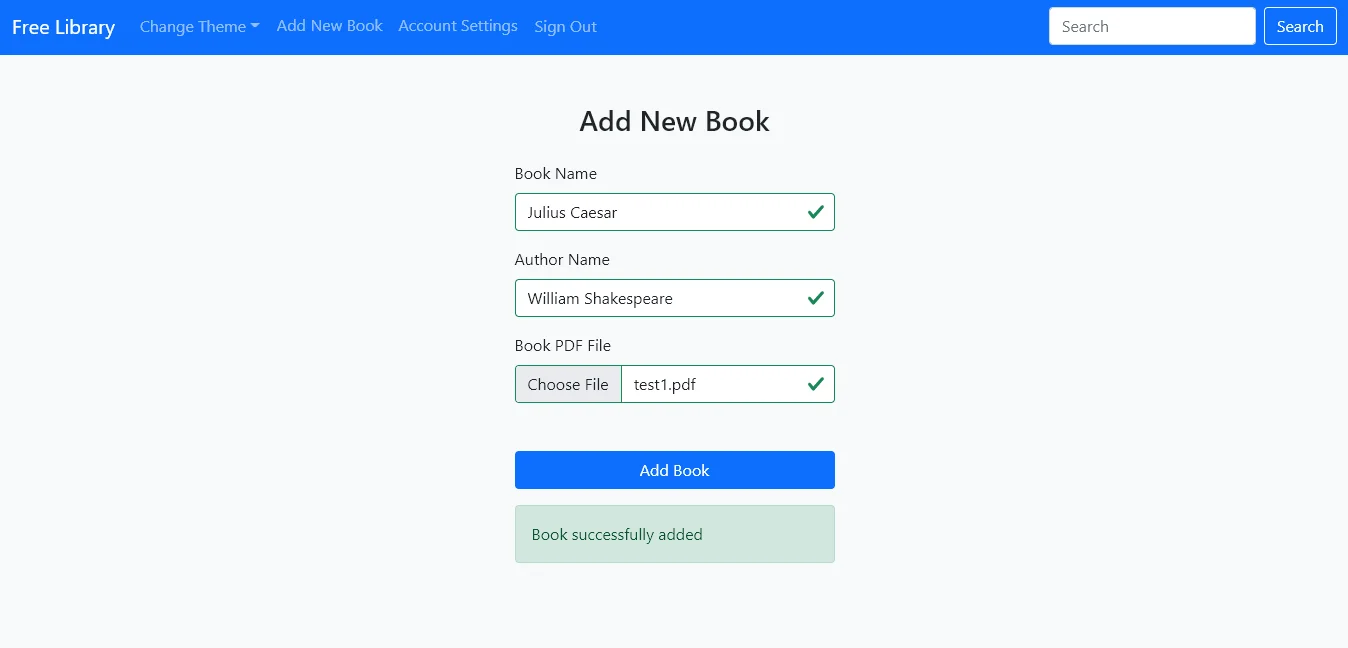 Free Library Change Theme Add New Book Account Settings Sign Out Search Search
Add New Book
Book Name
Julius Caesar
Author Name
William Shakespeare
Book PDF File
Choose File test1.pdf
Add Book
Book successfully added